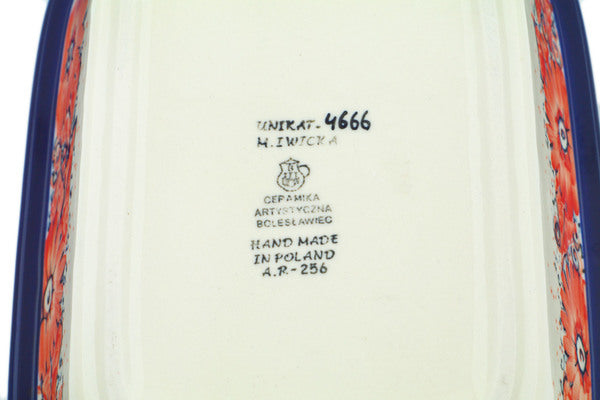 UNIKAT-4666
M.IWICKA
CERAMIKA
ARTYSTYCZNA
BOLESŁAWIEC
HAND MADE
IN POLAND
A.R-256